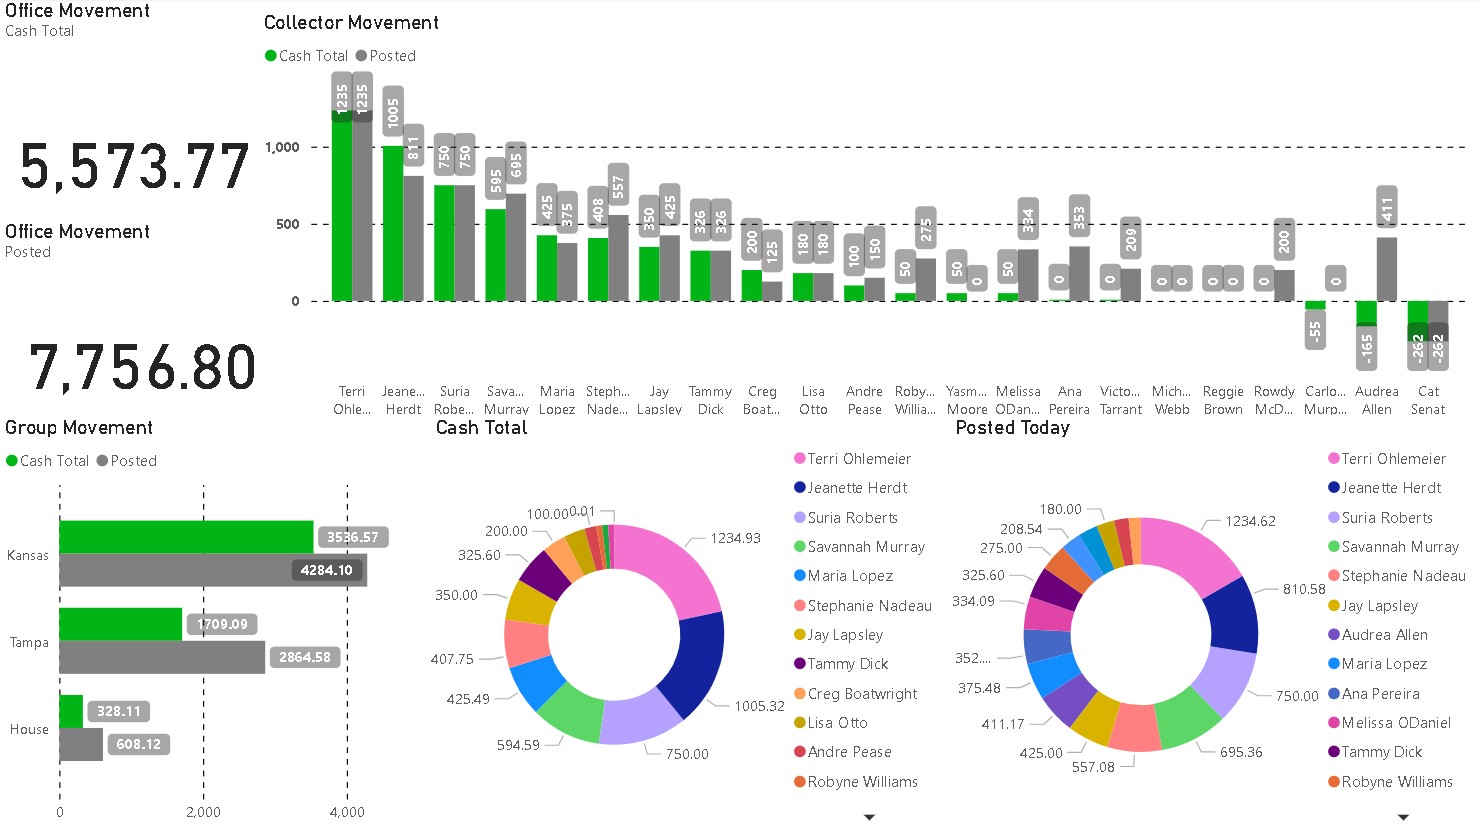 Office Movement
Cash Total
5,573.77
Office Movement
Posted
7,756.80
Collector Movement
Cash Total Posted
1,000
500
0
1235 1235
1005 811
750 750
595 695
425 375
408 557
350 425
326 326
200 125
180 180
100 150
50 275
50 0
50 334
0 353
0 209
0 0
0 0
0 200
-55 0
-165 411
-262 -262
Terri Ohle...
Jeane... Herdt
Suria Robe...
Sava... Murray
Maria Lopez
Steph... Nade...
Jay Lapsley
Tammy Dick
Creg Boat...
Lisa Otto
Andre Pease
Roby... Willia...
Yasm... Moore
Melissa ODan...
Ana Pereira
Victo... Tarrant
Mich... Webb
Reggie Brown
Rowdy McD...
Carlo... Murp...
Audrea Allen
Cat Senat
Group Movement
Cash Total Posted
Kansas
3536.57
4284.10
Tampa
1709.09
2864.58
House
328.11
608.12
0 2,000 4,000
Cash Total
1234.93
1005.32
750.00
594.59
425.49
407.75
350.00
325.60
200.00
100.00
0.01
Terri Ohlemeier
Jeanette Herdt
Suria Roberts
Savannah Murray
Maria Lopez
Stephanie Nadeau
Jay Lapsley
Tammy Dick
Creg Boatwright
Lisa Otto
Andre Pease
Robyne Williams
Posted Today
1234.62
810.58
750.00
695.36
557.08
425.00
411.17
375.48
352....
334.09
325.60
275.00
208.54
180.00
Terri Ohlemeier
Jeanette Herdt
Suria Roberts
Savannah Murray
Stephanie Nadeau
Jay Lapsley
Audrea Allen
Maria Lopez
Ana Pereira
Melissa ODaniel
Tammy Dick
Robyne Williams